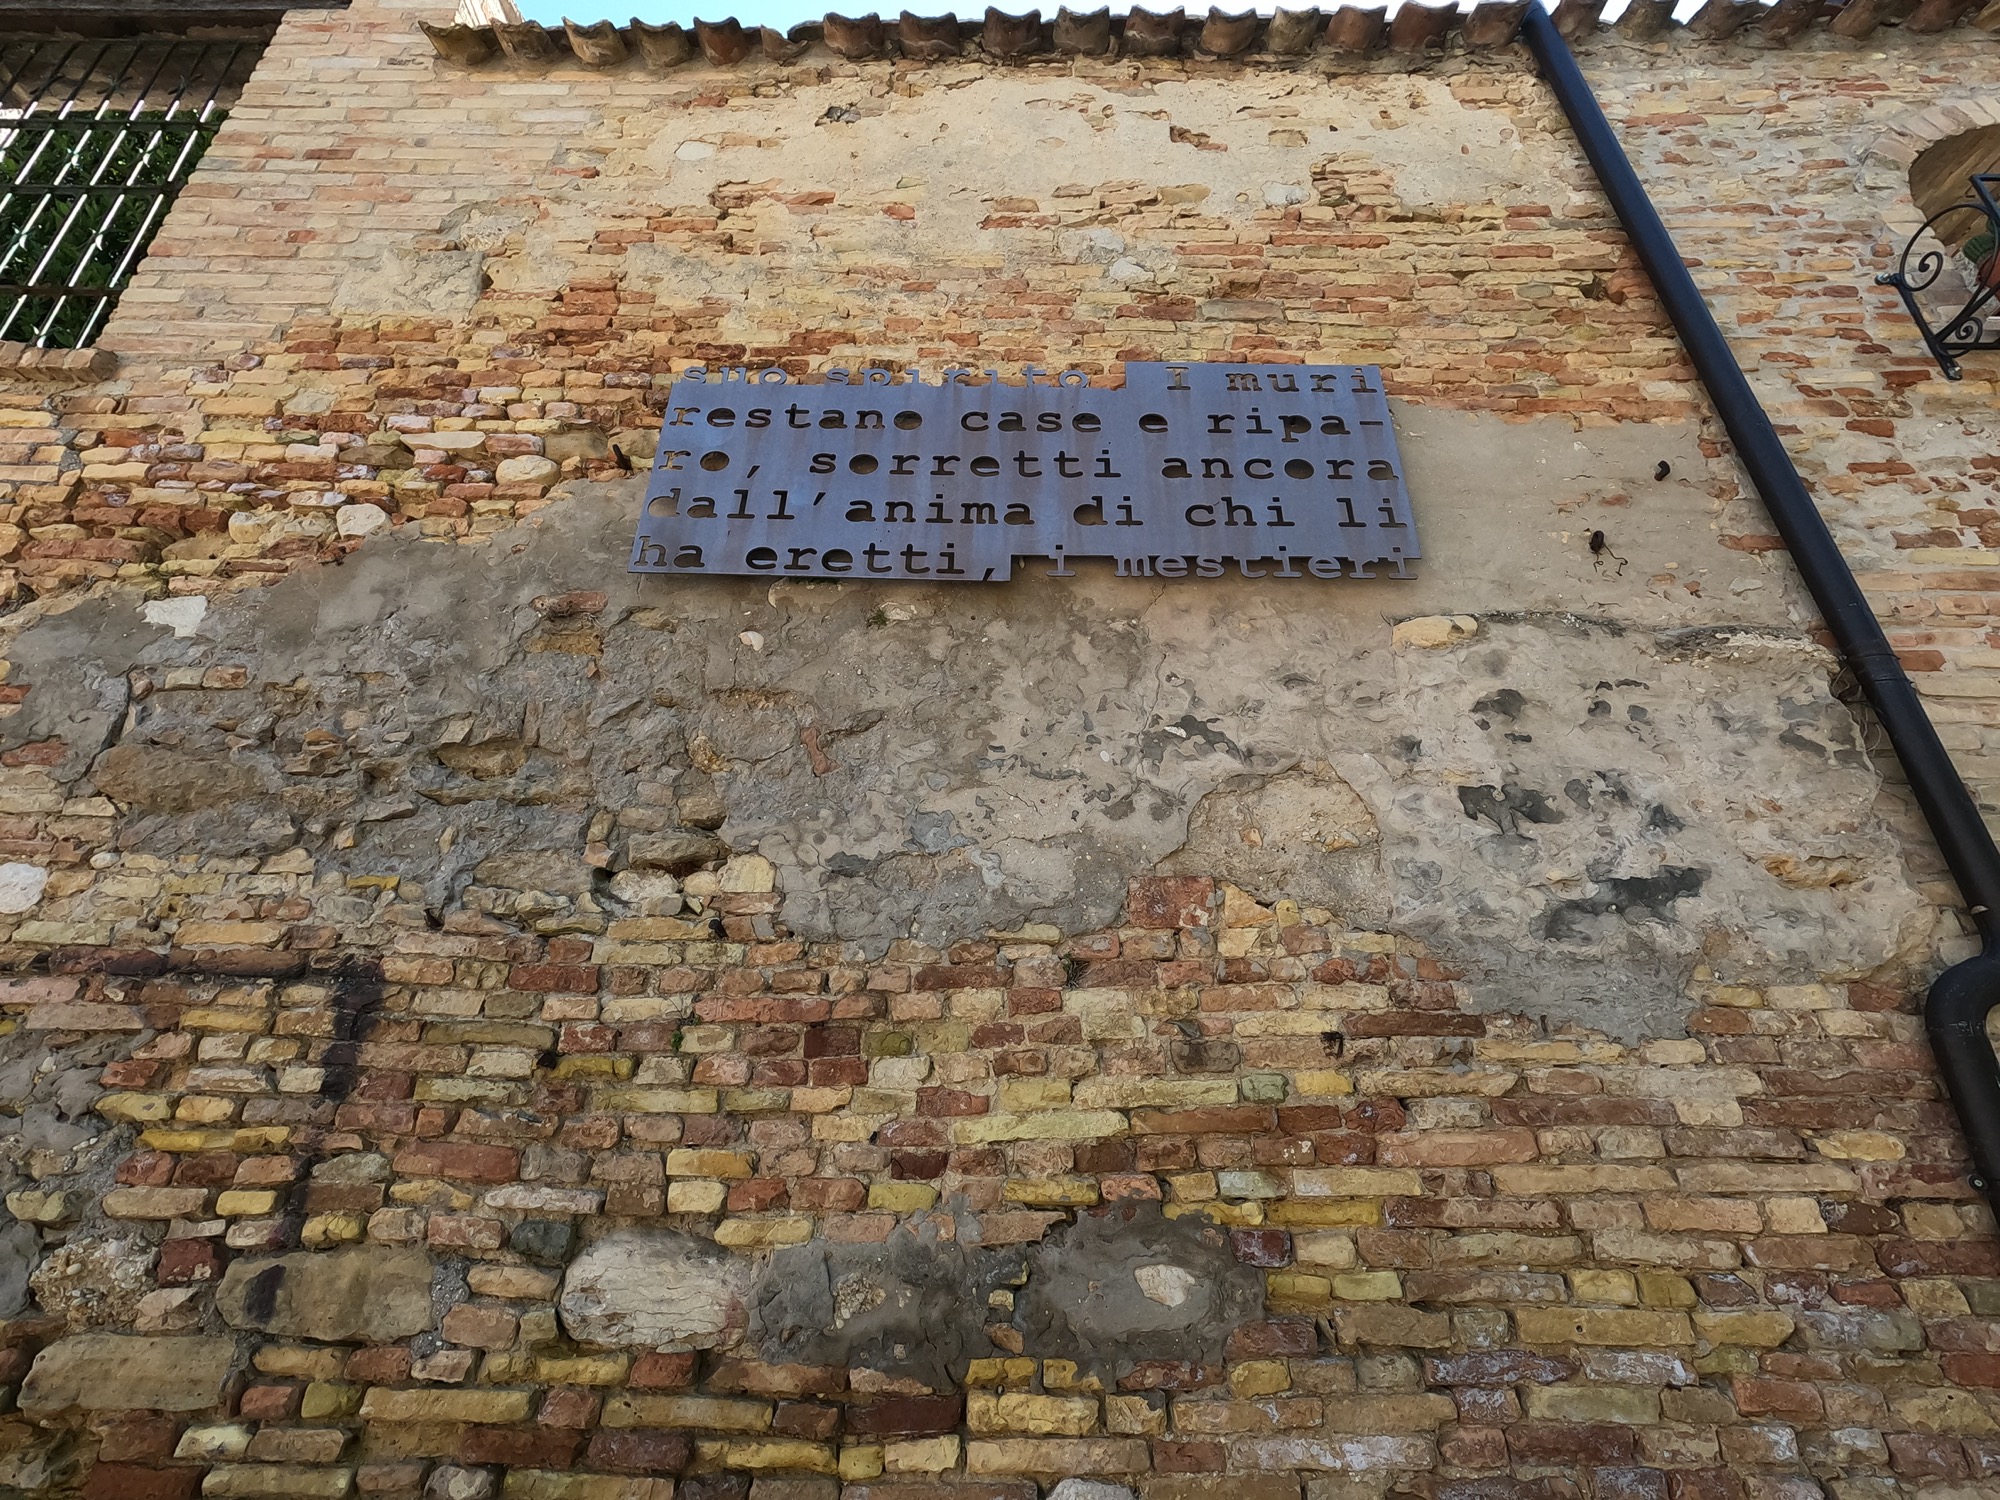 suo spirito I muri
restano case e ripa-
ro, sorretti ancora
dall'anima di chi li
ha eretti, i mestieri